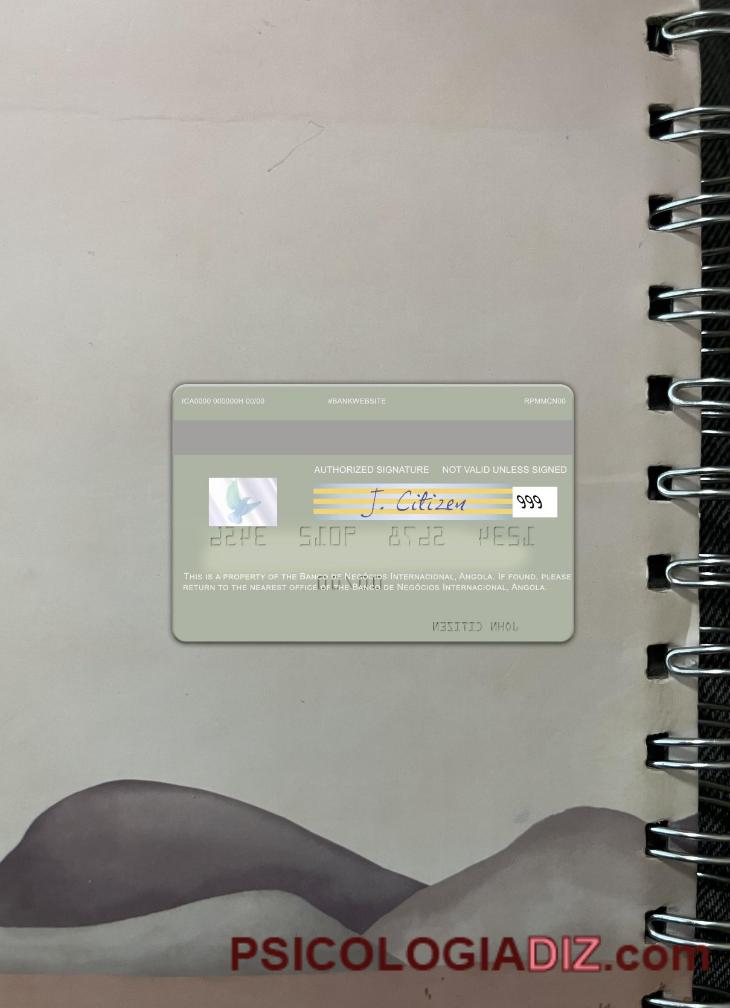 ICA0000 000000H 00/00 #BANKWEBSITE RPMMCN00
AUTHORIZED SIGNATURE NOT VALID UNLESS SIGNED
J. Citizen 999
THIS IS A PROPERTY OF THE BANCO DE NEGÓCIOS INTERNACIONAL, ANGOLA. IF FOUND, PLEASE
RETURN TO THE NEAREST OFFICE OF THE BANCO DE NEGÓCIOS INTERNACIONAL, ANGOLA.
JOHN CITIZEN
PSICOLOGIADIZ.com